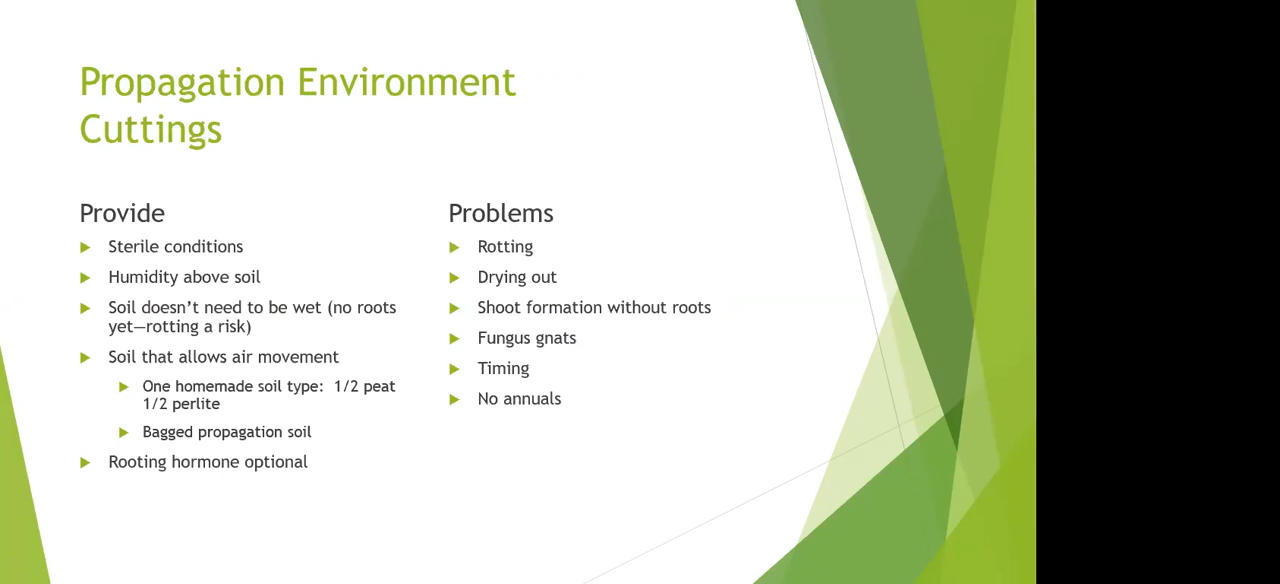 Propagation Environment
Cuttings
Provide
Sterile conditions
Humidity above soil
Soil doesn't need to be wet (no roots
yet—rotting a risk)
Soil that allows air movement
One homemade soil type: 1/2 peat
1/2 perlite
Bagged propagation soil
Rooting hormone optional
Problems
Rotting
Drying out
Shoot formation without roots
Fungus gnats
Timing
No annuals